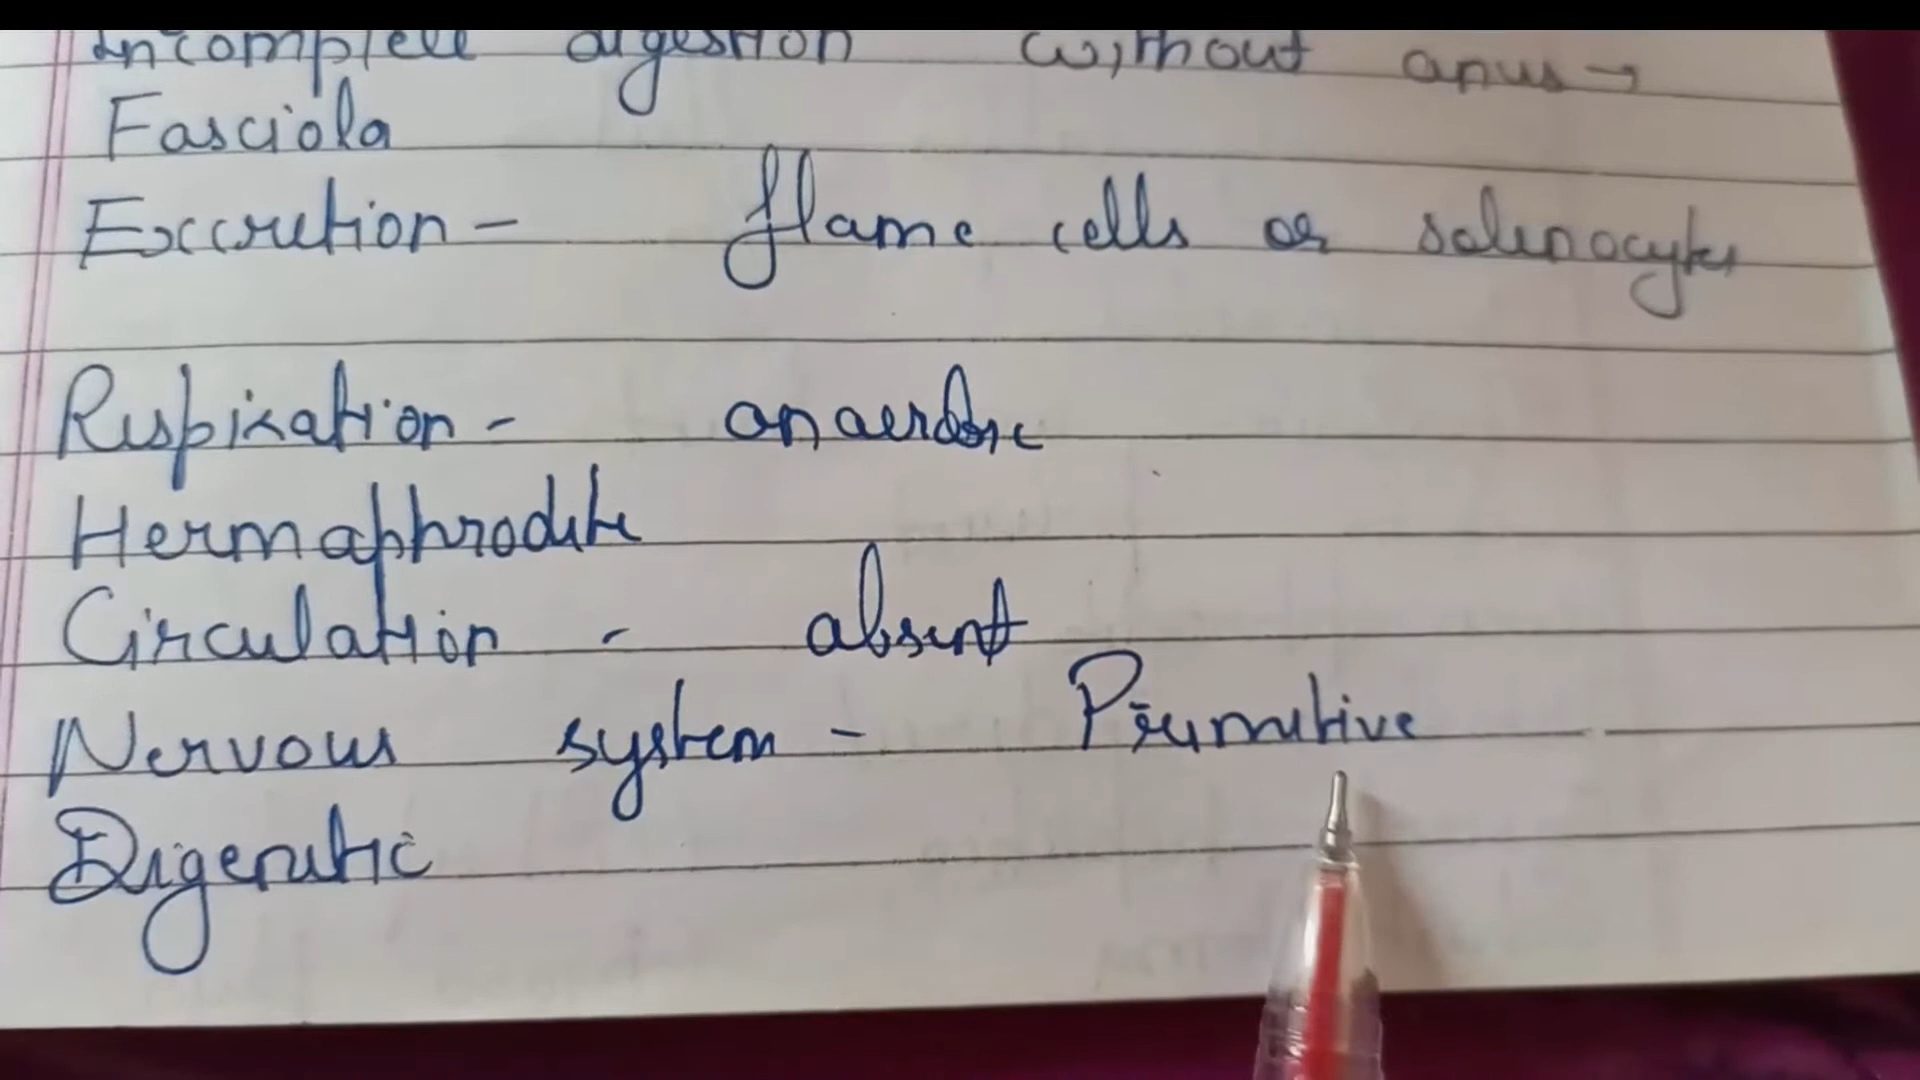 Incomplete digestion without anus →
Fasciola
Excretion - flame cells or solenocytes
Respiration - anaerobic
Hermaphrodite
Circulation - absent
Nervous system - Primitive
Digenetic